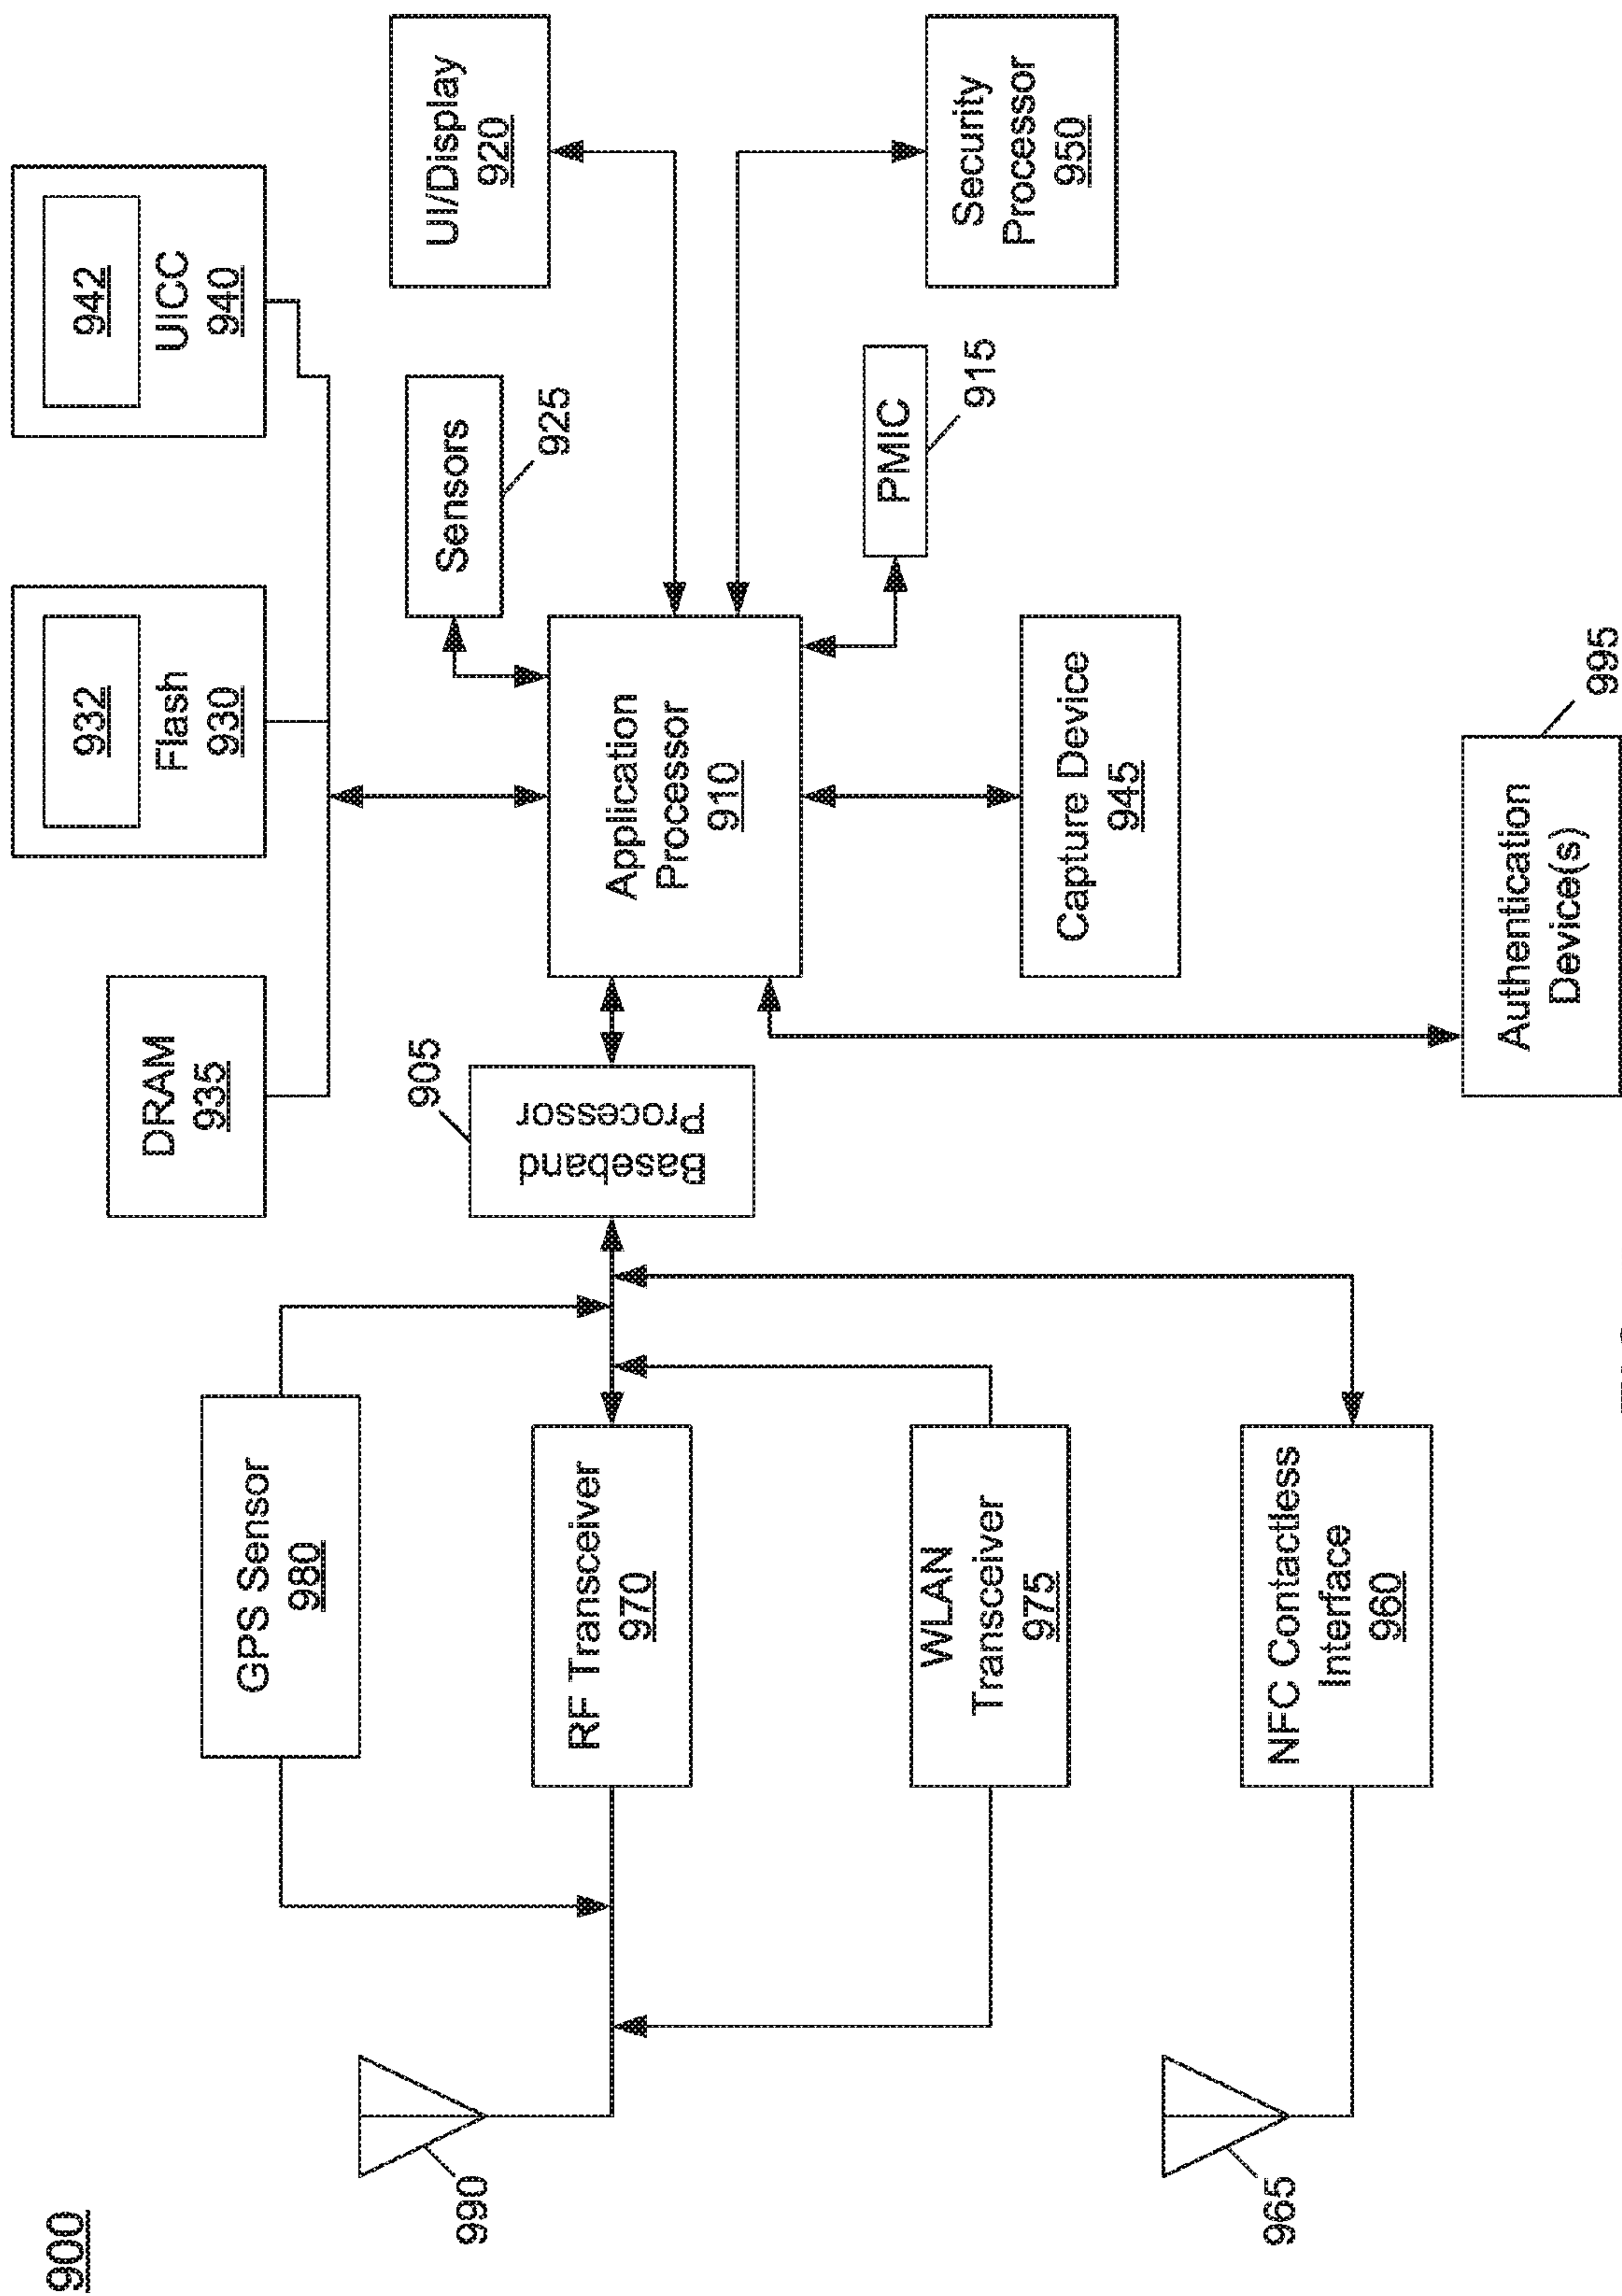 900
DRAM
935
932
Flash
930
942
UICC
940
UI/Display
920
Sensors
925
GPS Sensor
980
905
Baseband
Processor
Application
Processor
910
RF Transceiver
970
990
Security
Processor
950
PMIC
915
WLAN
Transceiver
975
Capture Device
945
NFC Contactless
Interface
960
965
Authentication
Device(s)
995